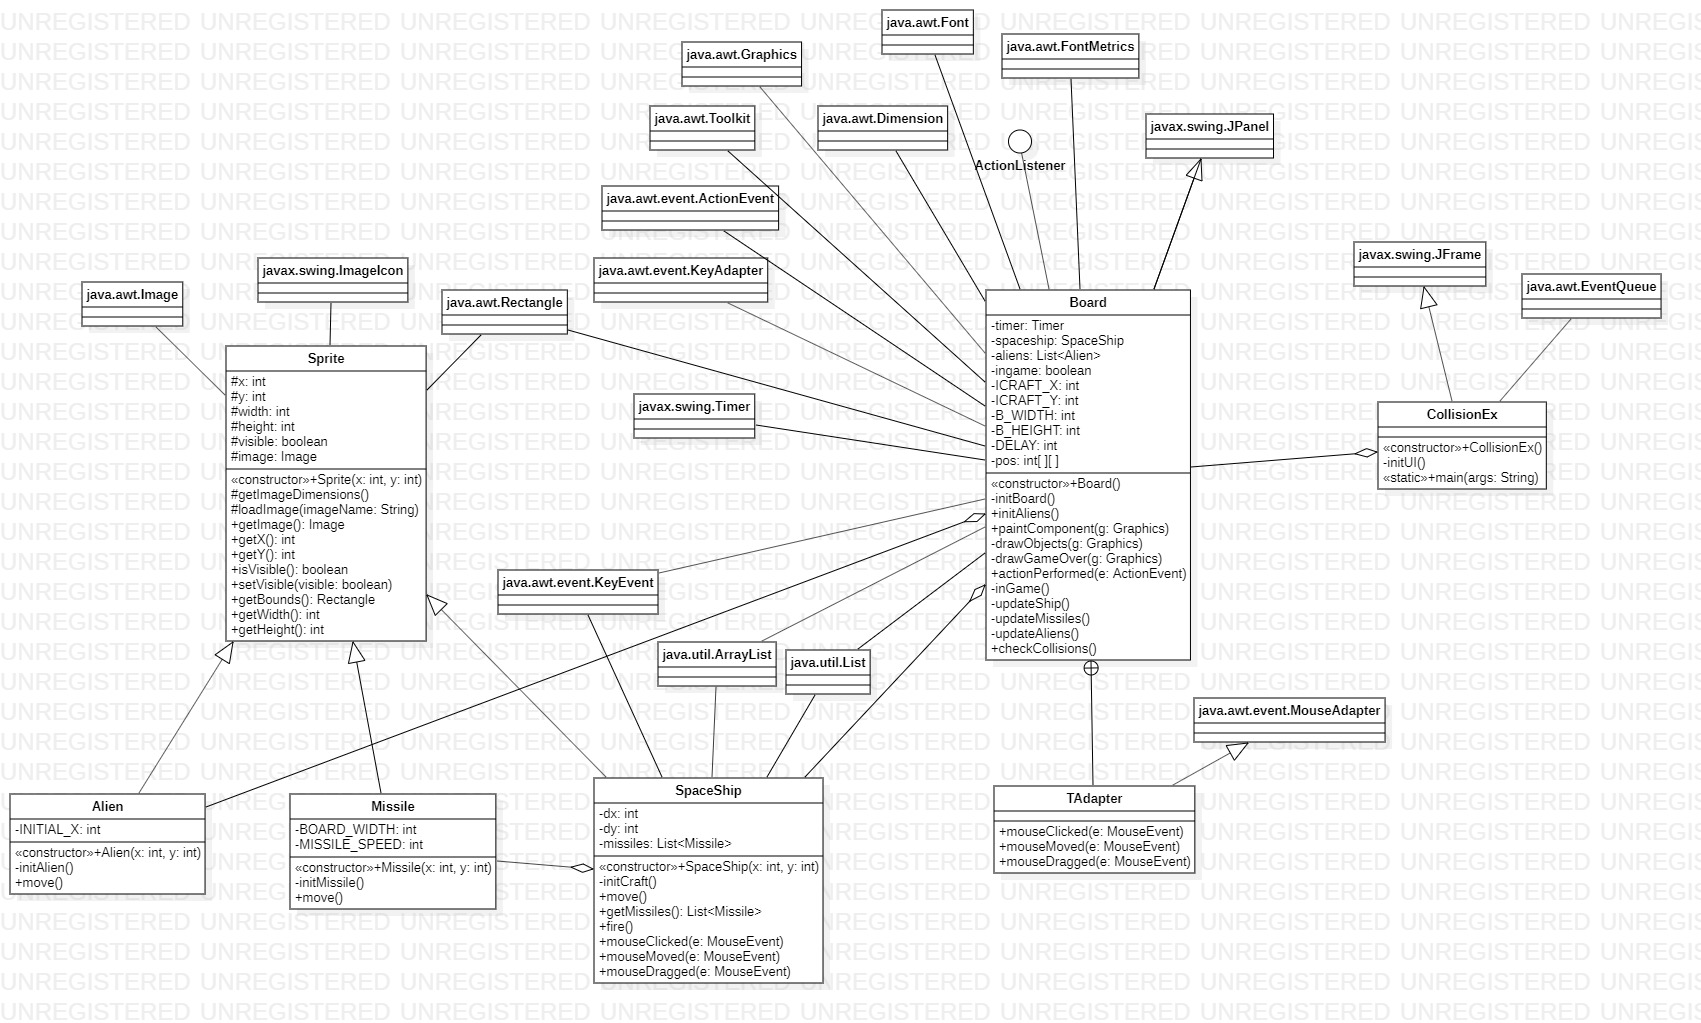 java.awt.Font
java.awt.FontMetrics
java.awt.Graphics
java.awt.Toolkit
java.awt.Dimension
ActionListener
javax.swing.JPanel
java.awt.event.ActionEvent
java.awt.event.KeyAdapter
javax.swing.ImageIcon
java.awt.Image
java.awt.Rectangle
javax.swing.JFrame
java.awt.EventQueue
javax.swing.Timer
Sprite
#x: int
#y: int
#width: int
#height: int
#visible: boolean
#image: Image
«constructor»+Sprite(x: int, y: int)
#getImageDimensions()
#loadImage(imageName: String)
+getImage(): Image
+getX(): int
+getY(): int
+isVisible(): boolean
+setVisible(visible: boolean)
+getBounds(): Rectangle
+getWidth(): int
+getHeight(): int
Board
-timer: Timer
-spaceship: SpaceShip
-aliens: List<Alien>
-ingame: boolean
-ICRAFT_X: int
-ICRAFT_Y: int
-B_WIDTH: int
-B_HEIGHT: int
-DELAY: int
-pos: int[ ][ ]
«constructor»+Board()
-initBoard()
+initAliens()
+paintComponent(g: Graphics)
-drawObjects(g: Graphics)
-drawGameOver(g: Graphics)
+actionPerformed(e: ActionEvent)
-inGame()
-updateShip()
-updateMissiles()
-updateAliens()
+checkCollisions()
CollisionEx
«constructor»+CollisionEx()
-initUI()
«static»+main(args: String)
java.awt.event.KeyEvent
java.util.ArrayList
java.util.List
java.awt.event.MouseAdapter
Alien
-INITIAL_X: int
«constructor»+Alien(x: int, y: int)
-initAlien()
+move()
Missile
-BOARD_WIDTH: int
-MISSILE_SPEED: int
«constructor»+Missile(x: int, y: int)
-initMissile()
+move()
SpaceShip
-dx: int
-dy: int
-missiles: List<Missile>
«constructor»+SpaceShip(x: int, y: int)
-initCraft()
+move()
+getMissiles(): List<Missile>
+fire()
+mouseClicked(e: MouseEvent)
+mouseMoved(e: MouseEvent)
+mouseDragged(e: MouseEvent)
TAdapter
+mouseClicked(e: MouseEvent)
+mouseMoved(e: MouseEvent)
+mouseDragged(e: MouseEvent)
UNREGISTERED